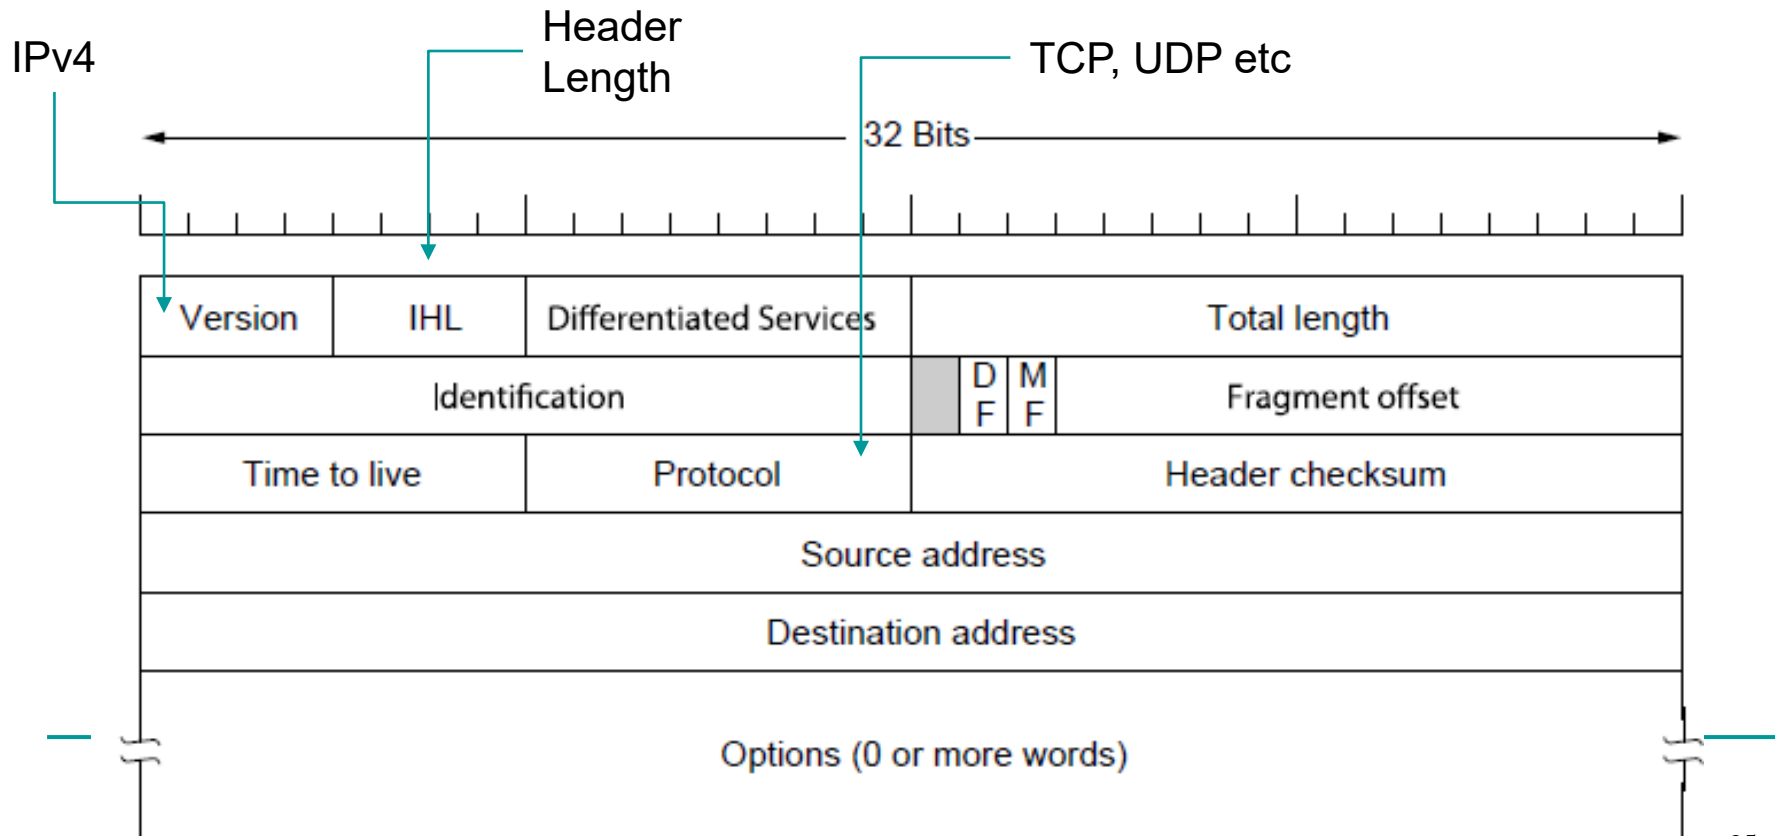 IPv4
Header
Length
TCP, UDP etc
32 Bits
Version IHL Differentiated Services Total length
Identification D F M F Fragment offset
Time to live Protocol Header checksum
Source address
Destination address
Options (0 or more words)